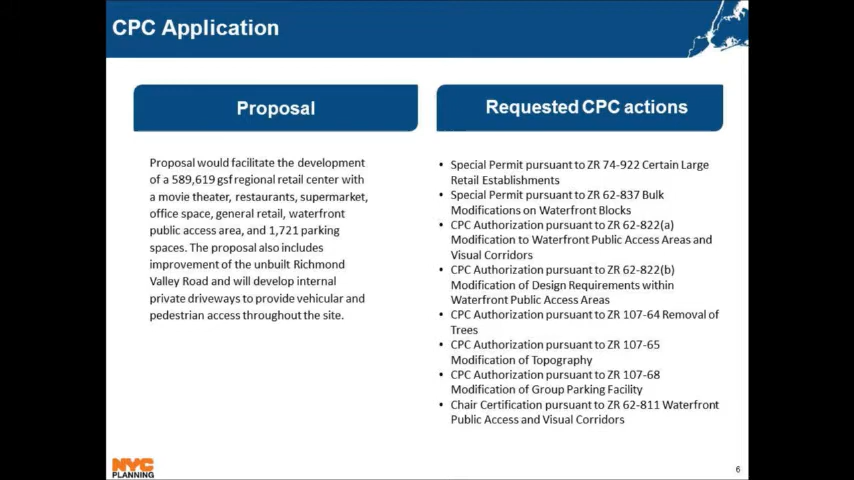 CPC Application
Proposal
Proposal would facilitate the development
of a 589,619 gsf regional retail center with
a movie theater, restaurants, supermarket,
office space, general retail, waterfront
public access area, and 1,721 parking
spaces. The proposal also includes
improvement of the unbuilt Richmond
Valley Road and will develop internal
private driveways to provide vehicular and
pedestrian access throughout the site.
Requested CPC actions
• Special Permit pursuant to ZR 74-922 Certain Large
Retail Establishments
• Special Permit pursuant to ZR 62-837 Bulk
Modifications on Waterfront Blocks
• CPC Authorization pursuant to ZR 62-822(a)
Modification to Waterfront Public Access Areas and
Visual Corridors
• CPC Authorization pursuant to ZR 62-822(b)
Modification of Design Requirements within
Waterfront Public Access Areas
• CPC Authorization pursuant to ZR 107-64 Removal of
Trees
• CPC Authorization pursuant to ZR 107-65
Modification of Topography
• CPC Authorization pursuant to ZR 107-68
Modification of Group Parking Facility
• Chair Certification pursuant to ZR 62-811 Waterfront
Public Access and Visual Corridors
NYC
PLANNING
6